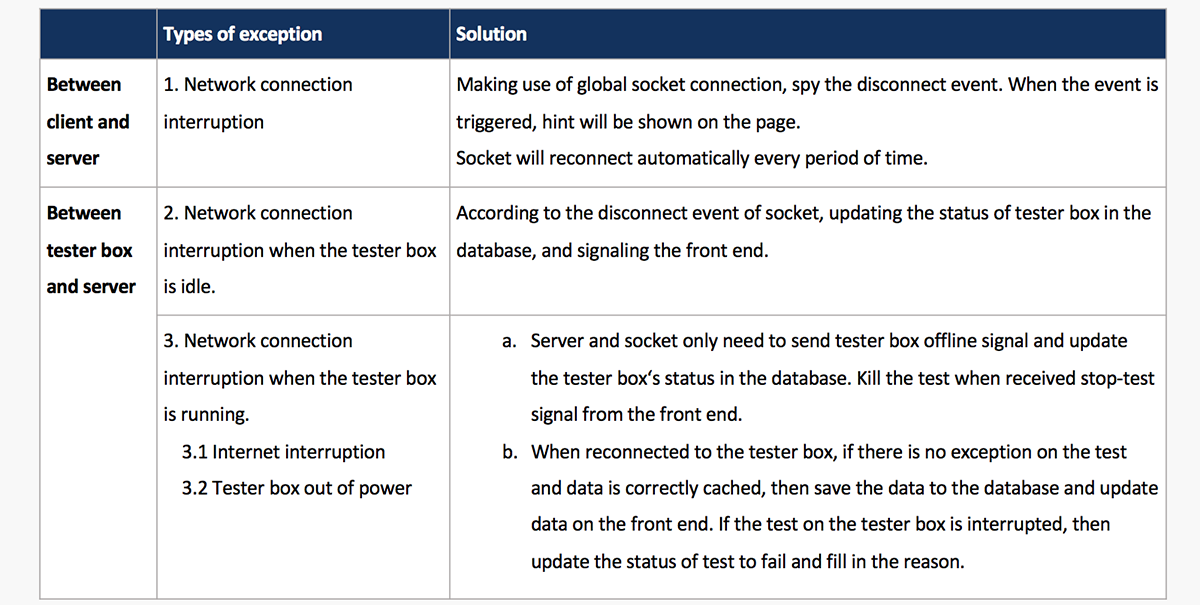 Types of exception
Solution
Between
client and
server
1. Network connection
interruption
Making use of global socket connection, spy the disconnect event. When the event is
triggered, hint will be shown on the page.
Socket will reconnect automatically every period of time.
Between
tester box
and server
2. Network connection
interruption when the tester box
is idle.
According to the disconnect event of socket, updating the status of tester box in the
database, and signaling the front end.
3. Network connection
interruption when the tester box
is running.
3.1 Internet interruption
3.2 Tester box out of power
a. Server and socket only need to send tester box offline signal and update
the tester box‘s status in the database. Kill the test when received stop-test
signal from the front end.
b. When reconnected to the tester box, if there is no exception on the test
and data is correctly cached, then save the data to the database and update
data on the front end. If the test on the tester box is interrupted, then
update the status of test to fail and fill in the reason.